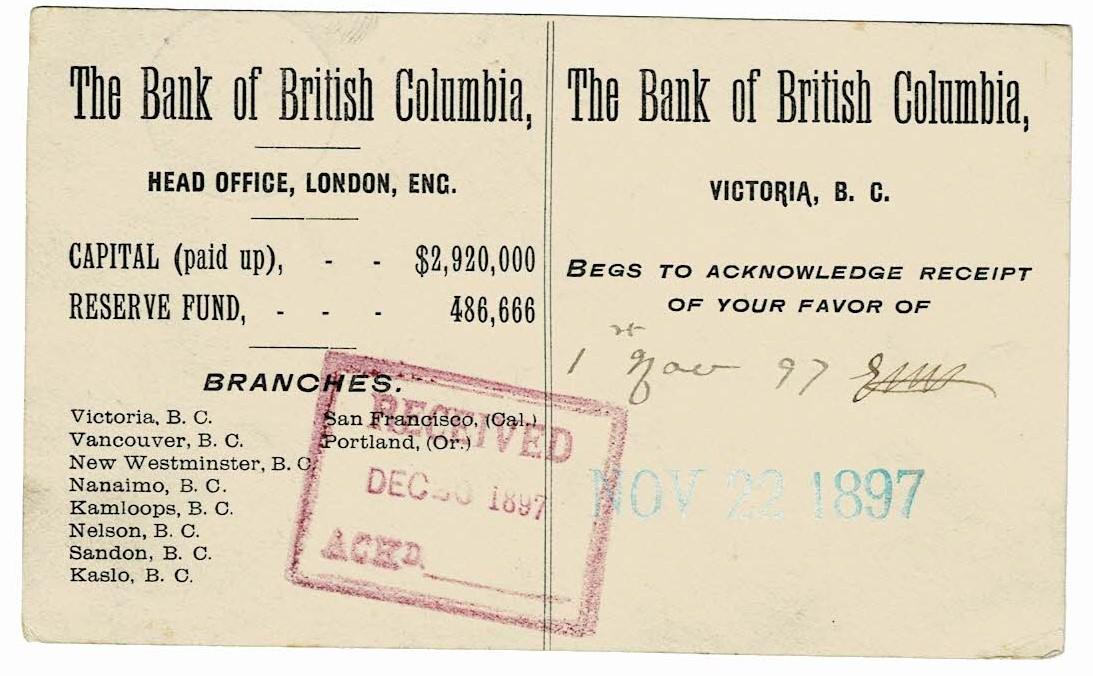 The Bank of British Columbia,
HEAD OFFICE, LONDON, ENG.
CAPITAL (paid up), - - $2,920,000
RESERVE FUND, - - - 486,666
BRANCHES.
Victoria, B. C.
Vancouver, B. C.
New Westminster, B. C.
Nanaimo, B. C.
Kamloops, B. C.
Nelson, B. C.
Sandon, B. C.
Kaslo, B. C.
San Francisco, (Cal.)
Portland, (Or.)
RECEIVED
DEC 1897
ACKD.
The Bank of British Columbia,
VICTORIA, B. C.
BEGS TO ACKNOWLEDGE RECEIPT
OF YOUR FAVOR OF
1st Nov 97
NOV 22 1897